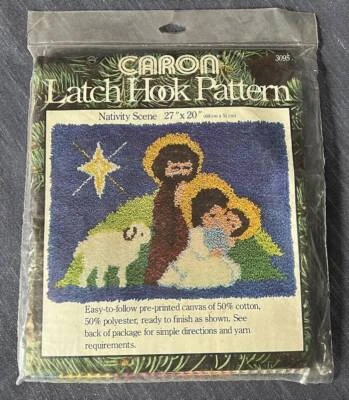 CARON
3095
Latch Hook Pattern
Nativity Scene 27" x 20"
Easy-to-follow pre-printed canvas of 50% cotton,
50% polyester, ready to finish as shown. See
back of package for simple directions and yarn
requirements.